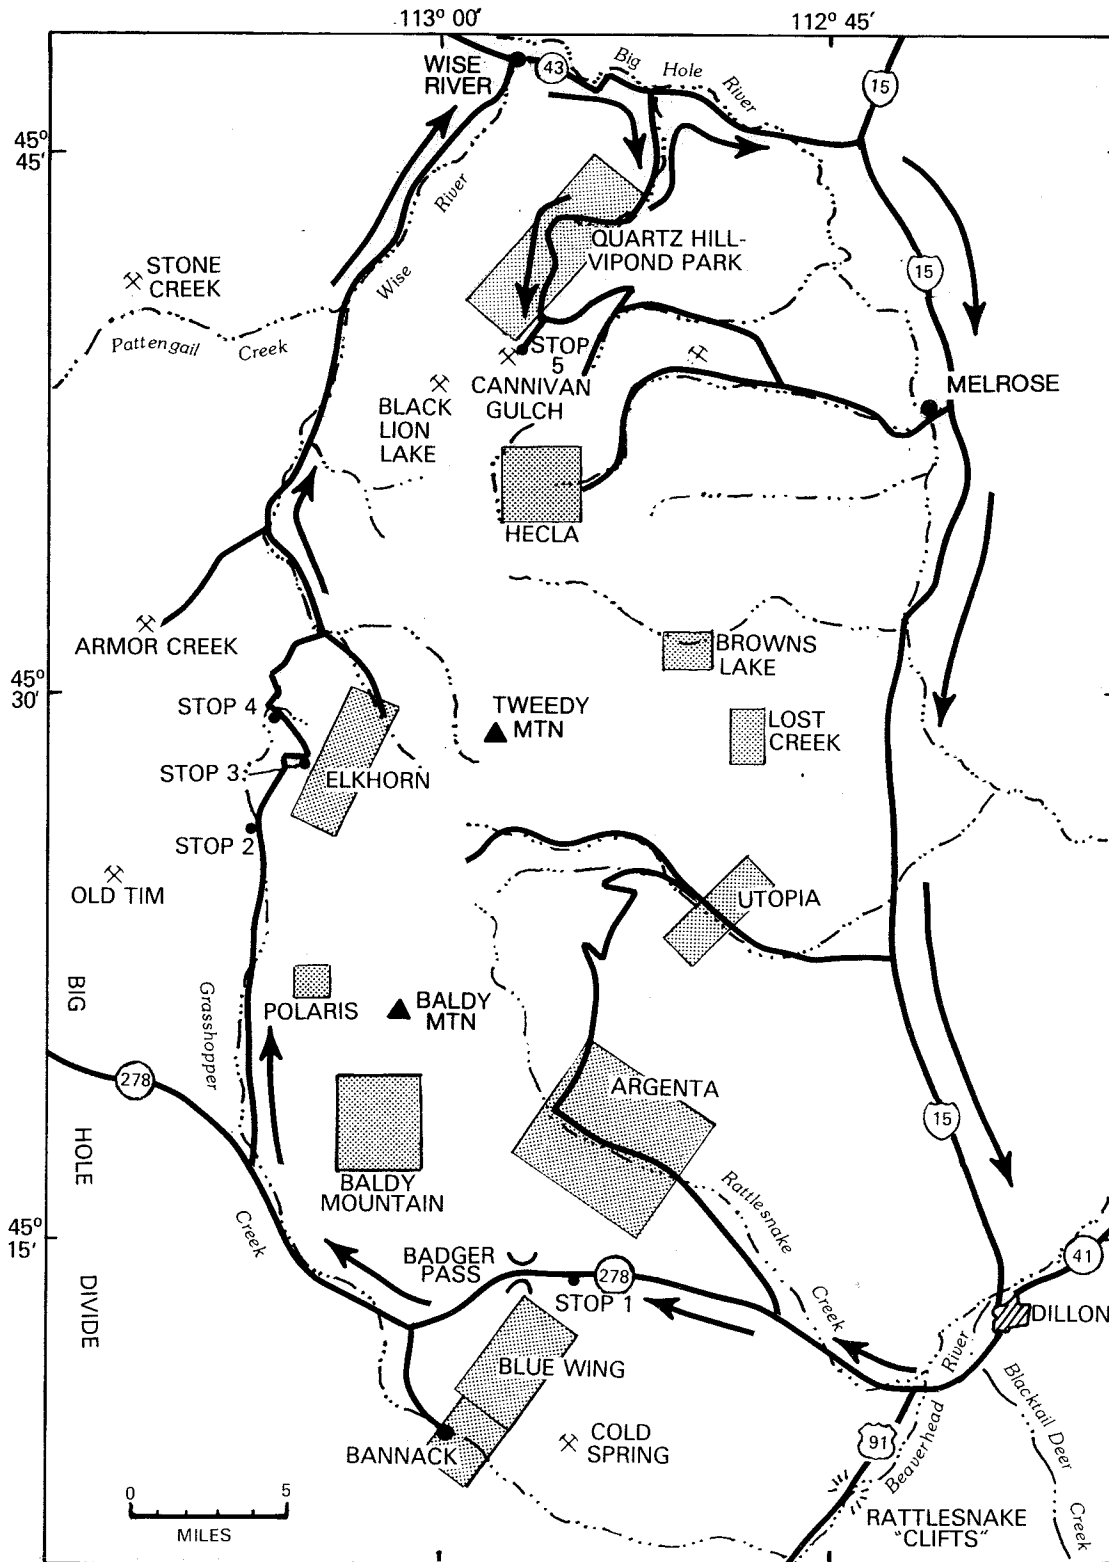 113° 00′
112° 45′
WISE
RIVER
43
Big
Hole
River
15
45°
45′
River
Wise
QUARTZ HILL-
VIPOND PARK
15
STONE
CREEK
Pattengail
Creek
STOP
5
CANNIVAN
GULCH
MELROSE
BLACK
LION
LAKE
HECLA
ARMOR CREEK
BROWNS
LAKE
45°
30′
STOP 4
TWEEDY
MTN
LOST
CREEK
STOP 3
ELKHORN
STOP 2
OLD TIM
UTOPIA
BIG
HOLE
DIVIDE
Grasshopper
Creek
POLARIS
BALDY
MTN
278
ARGENTA
15
BALDY
MOUNTAIN
Rattlesnake
Creek
45°
15′
BADGER
PASS
278
STOP 1
41
DILLON
River
Beaverhead
BLUE WING
Blacktail Deer
Creek
BANNACK
COLD
SPRING
91
0
5
MILES
RATTLESNAKE
"CLIFTS"